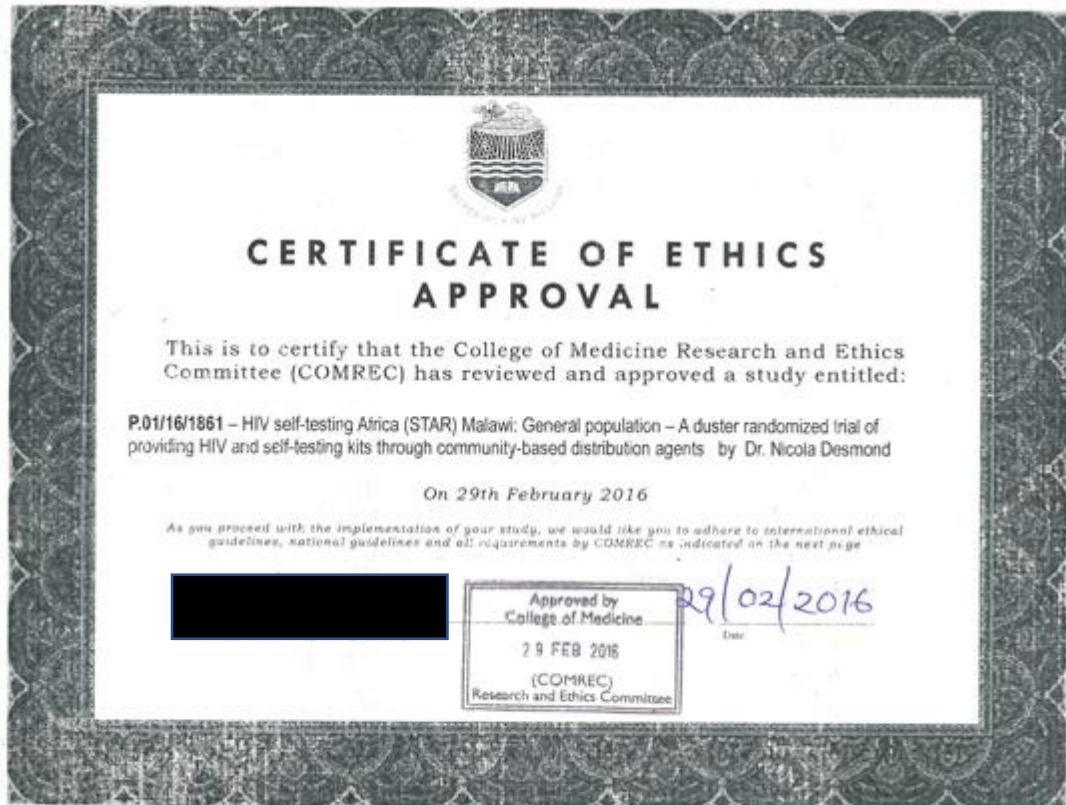 CERTIFICATE OF ETHICS
APPROVAL
This is to certify that the College of Medicine Research and Ethics
Committee (COMREC) has reviewed and approved a study entitled:
P.01/16/1861 – HIV self-testing Africa (STAR) Malawi: General population – A duster randomized trial of
providing HIV and self-testing kits through community-based distribution agents by Dr. Nicola Desmond
On 29th February 2016
As you proceed with the implementation of your study, we would like you to adhere to international ethical
guidelines, national guidelines and all requirements by COMREC as indicated on the next page
Approved by
College of Medicine
29 FEB 2016
(COMREC)
Research and Ethics Committee
29/02/2016
Date